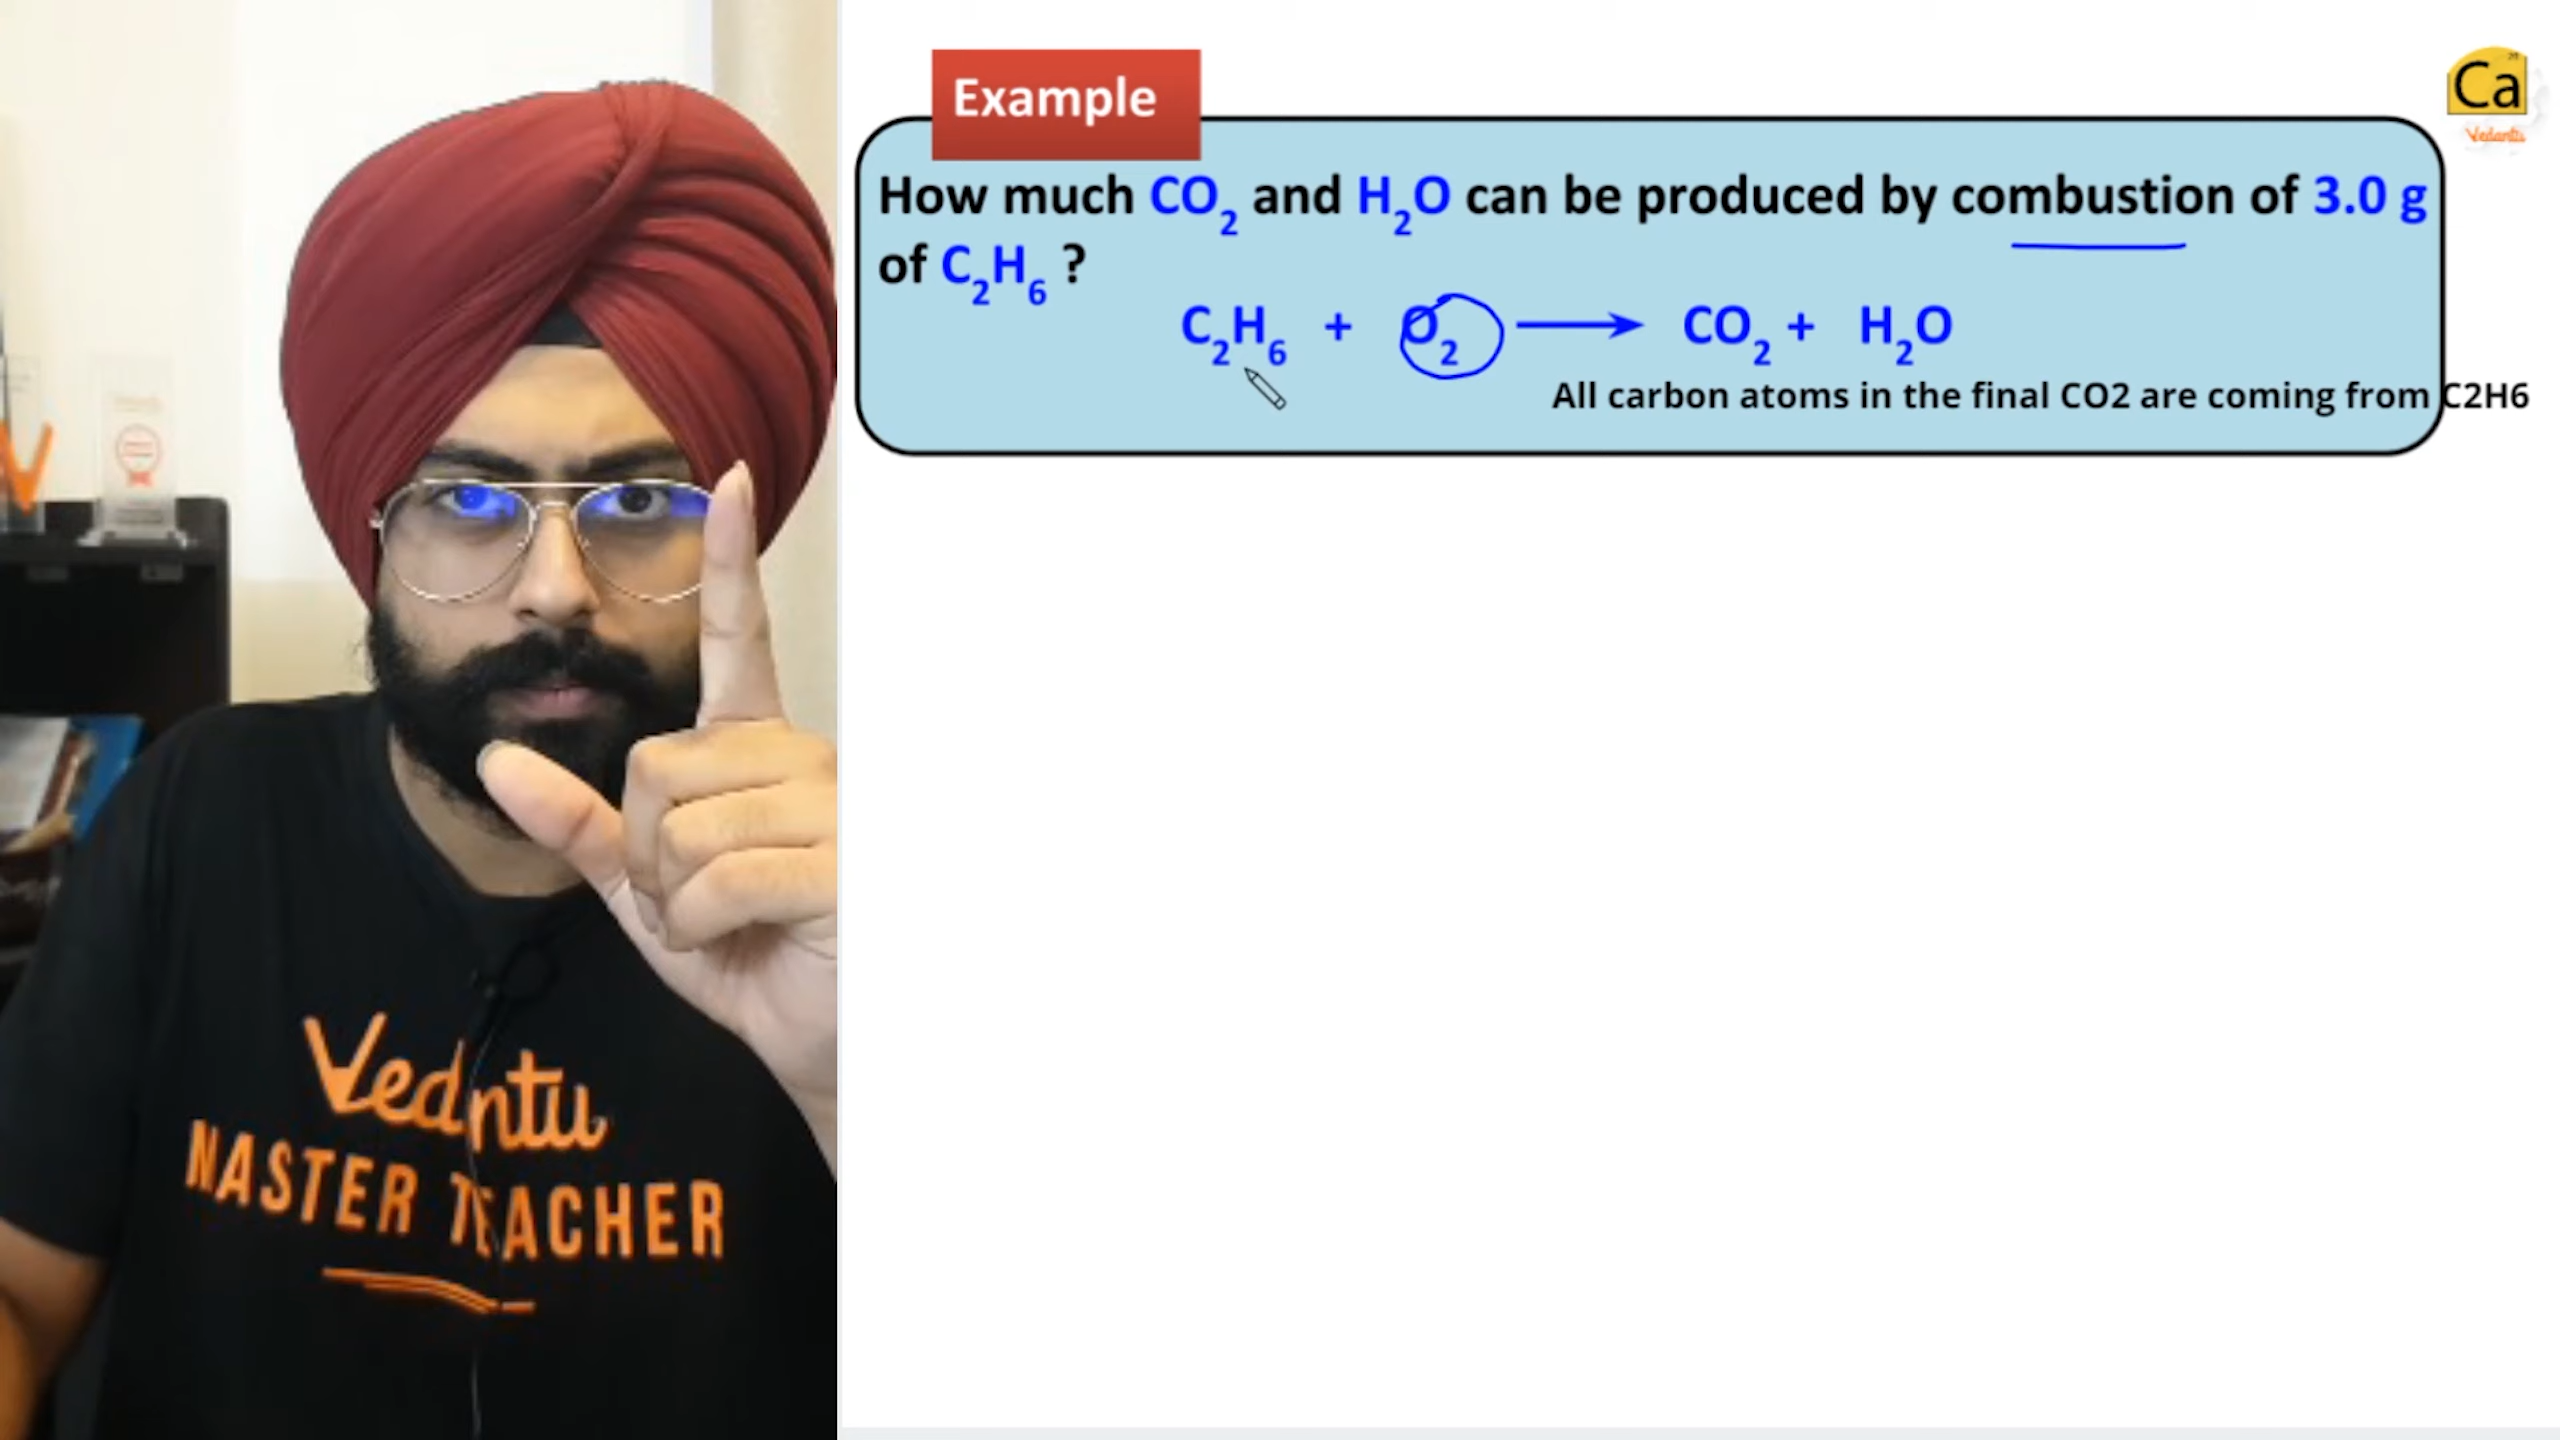 Example
Ca
Vedantu
How much CO₂ and H₂O can be produced by combustion of 3.0 g
of C₂H₆ ?
C₂H₆ + O₂ ⟶ CO₂ + H₂O
All carbon atoms in the final CO2 are coming from C2H6
Vedntu
NASTER TEACHER